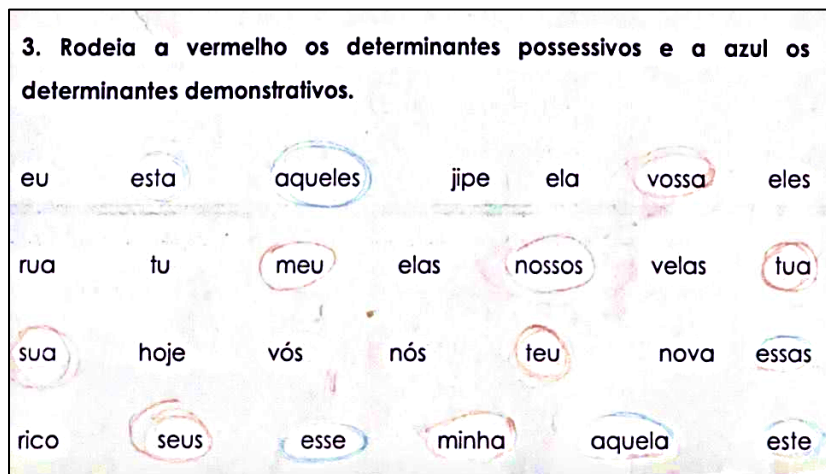 3. Rodeia a vermelho os determinantes possessivos e a azul os
determinantes demonstrativos.
eu esta aqueles jipe ela vossa eles
rua tu meu elas nossos velas tua
sua hoje vós nós teu nova essas
rico seus esse minha aquela este